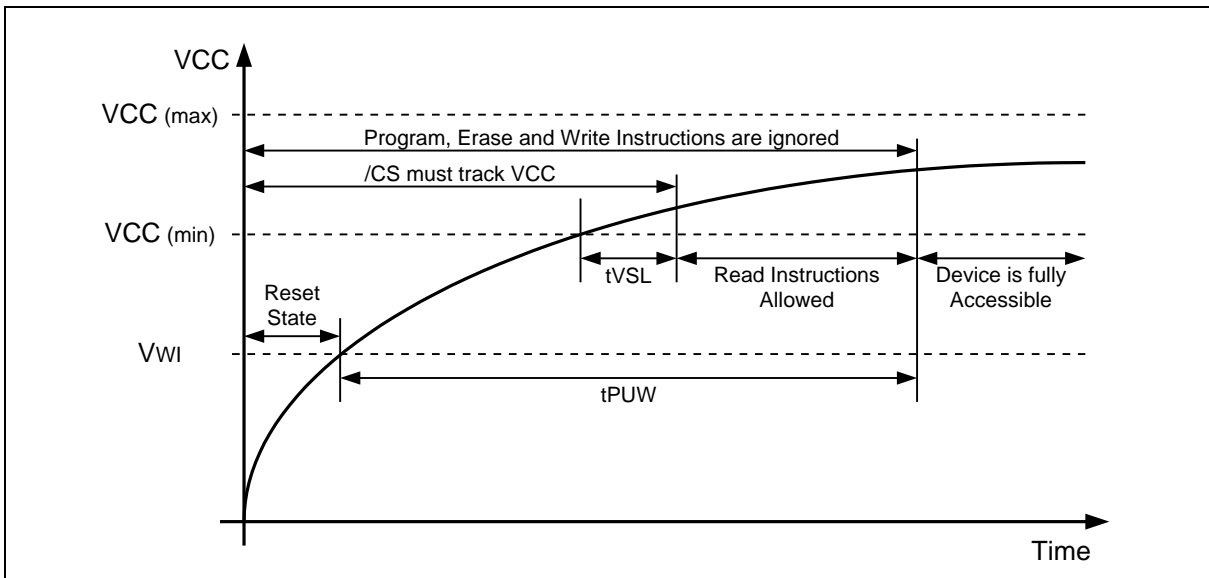 VCC
VCC (max)
Program, Erase and Write Instructions are ignored
/CS must track VCC
VCC (min)
tVSL
Read Instructions
Allowed
Device is fully
Accessible
Reset
State
VWI
tPUW
Time